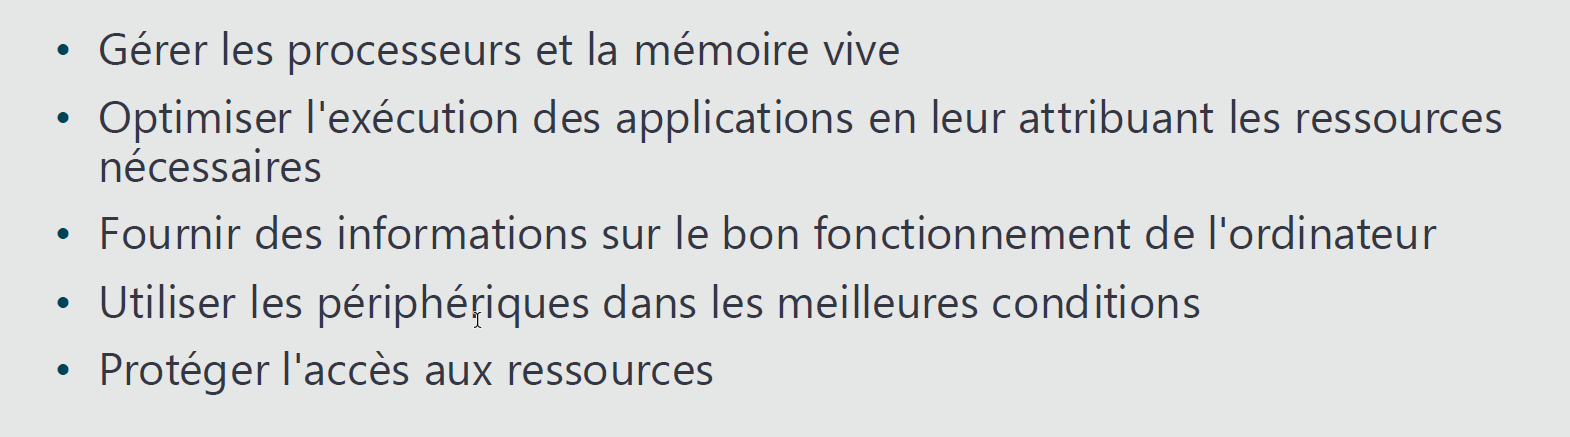 • Gérer les processeurs et la mémoire vive
• Optimiser l'exécution des applications en leur attribuant les ressources
nécessaires
• Fournir des informations sur le bon fonctionnement de l'ordinateur
• Utiliser les périphériques dans les meilleures conditions
• Protéger l'accès aux ressources